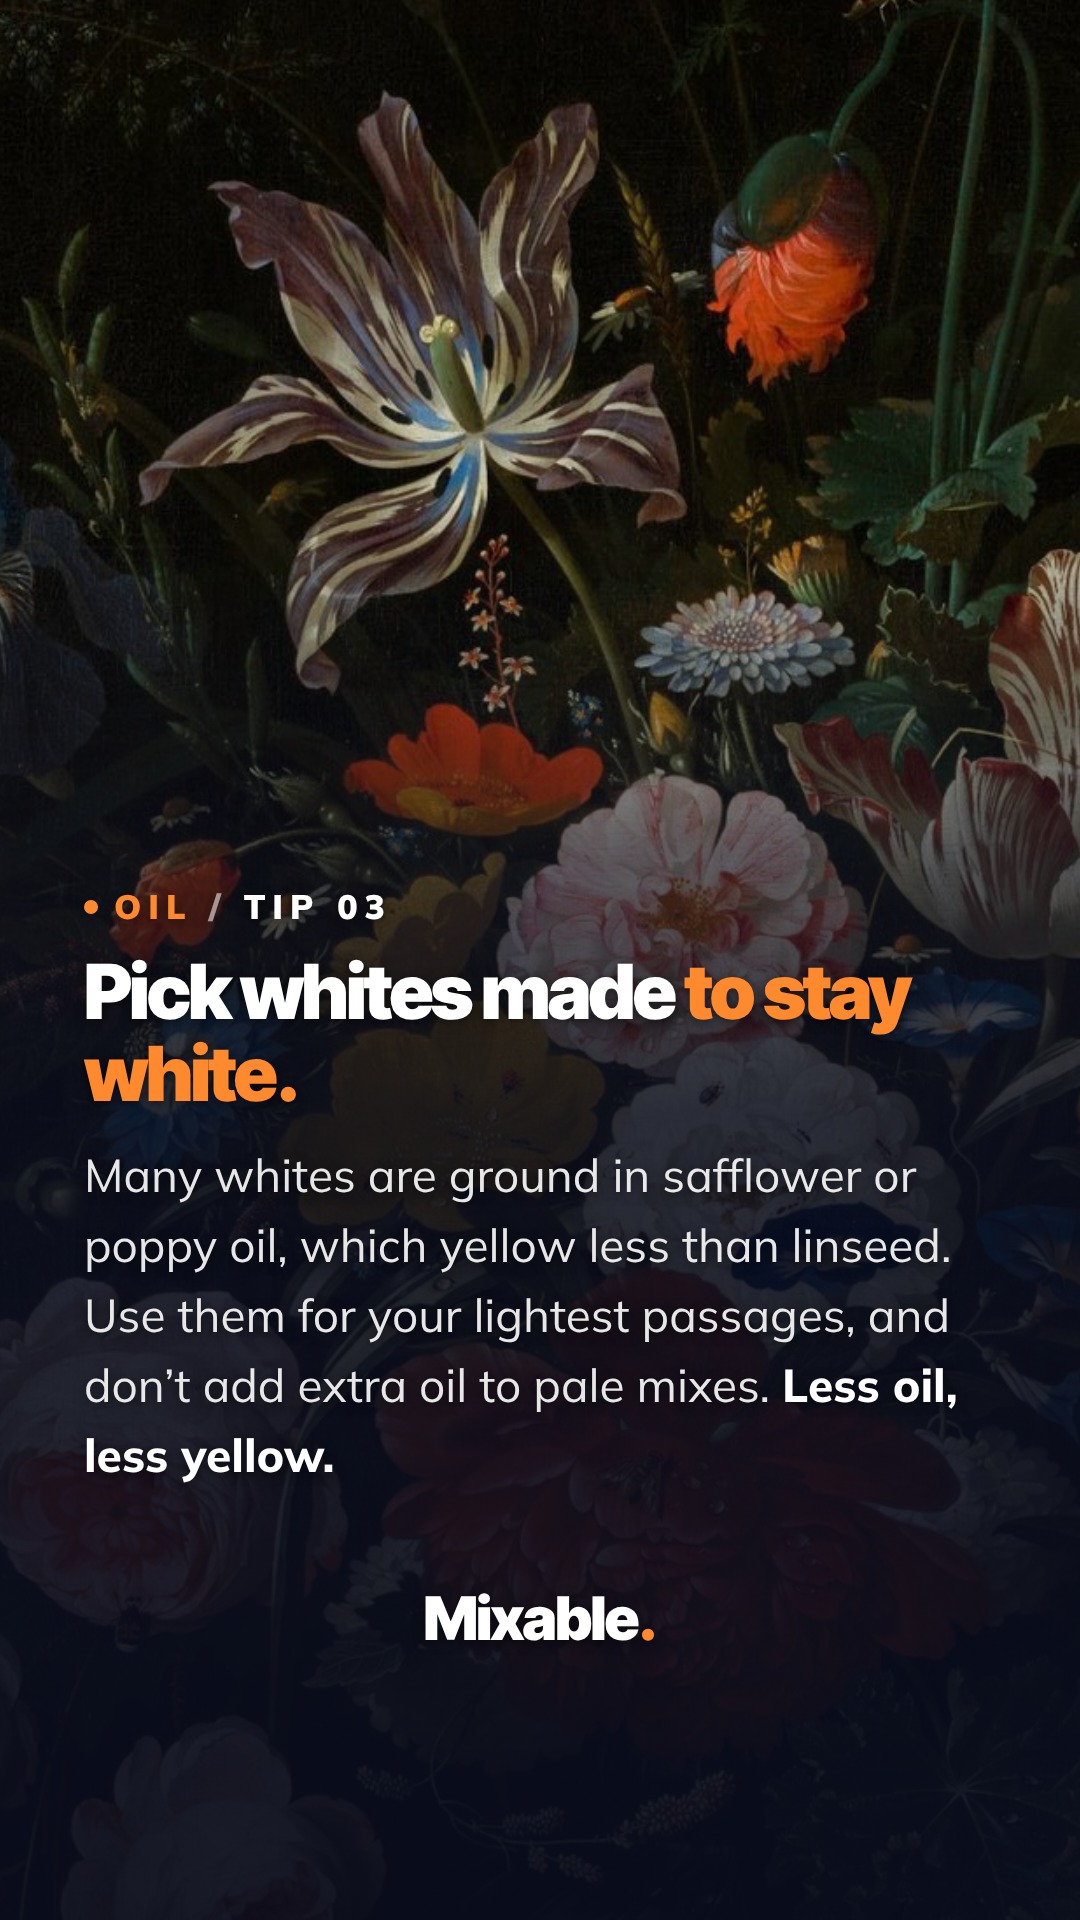 • OIL / TIP 03
Pick whites made to stay
white.
Many whites are ground in safflower or
poppy oil, which yellow less than linseed.
Use them for your lightest passages, and
don’t add extra oil to pale mixes. Less oil,
less yellow.
Mixable.